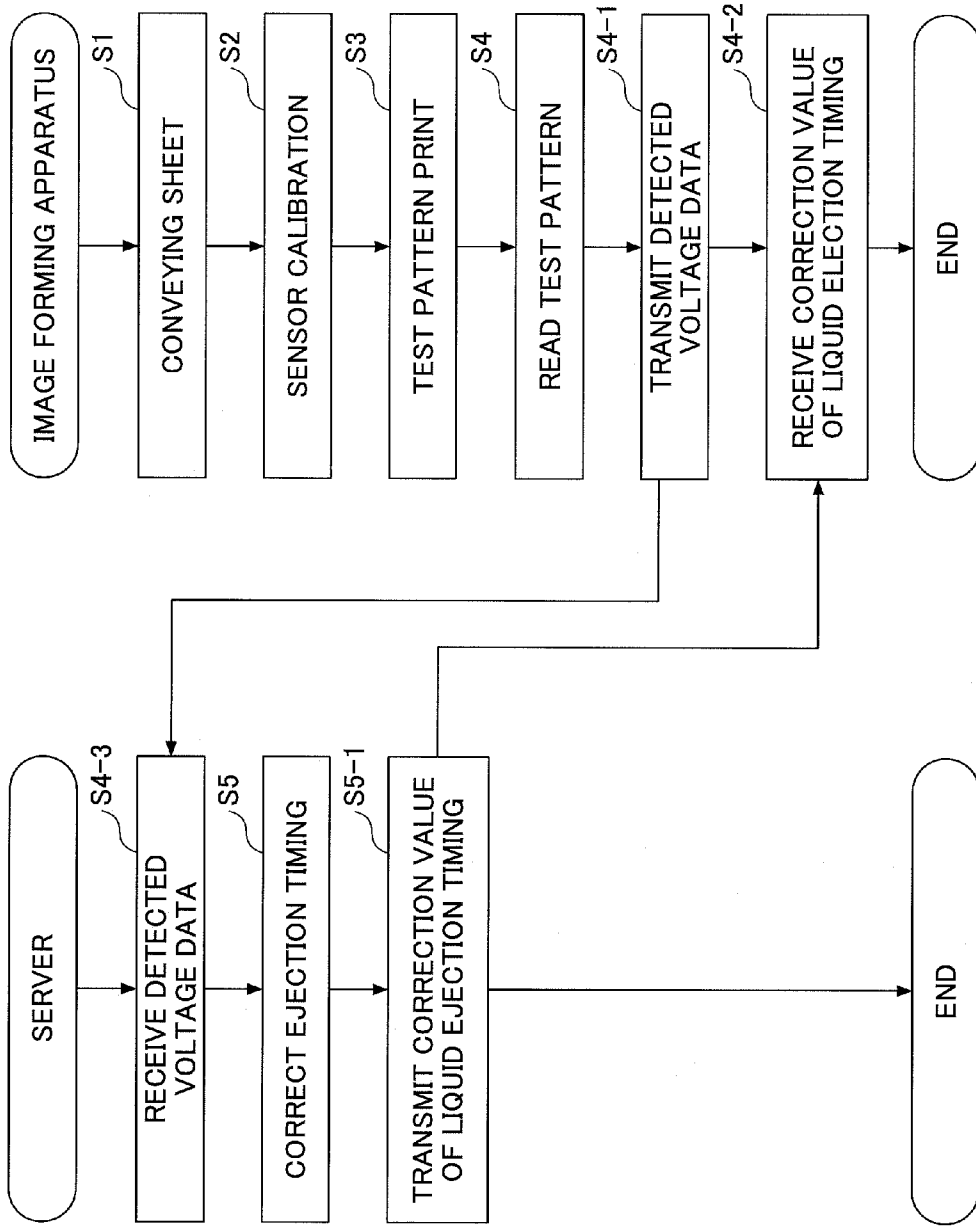 SERVER
S4-3
RECEIVE DETECTED
VOLTAGE DATA
S5
CORRECT EJECTION TIMING
S5-1
TRANSMIT CORRECTION VALUE
OF LIQUID EJECTION TIMING
END
IMAGE FORMING APPARATUS
S1
CONVEYING SHEET
S2
SENSOR CALIBRATION
S3
TEST PATTERN PRINT
S4
READ TEST PATTERN
S4-1
TRANSMIT DETECTED
VOLTAGE DATA
S4-2
RECEIVE CORRECTION VALUE
OF LIQUID ELECTION TIMING
END